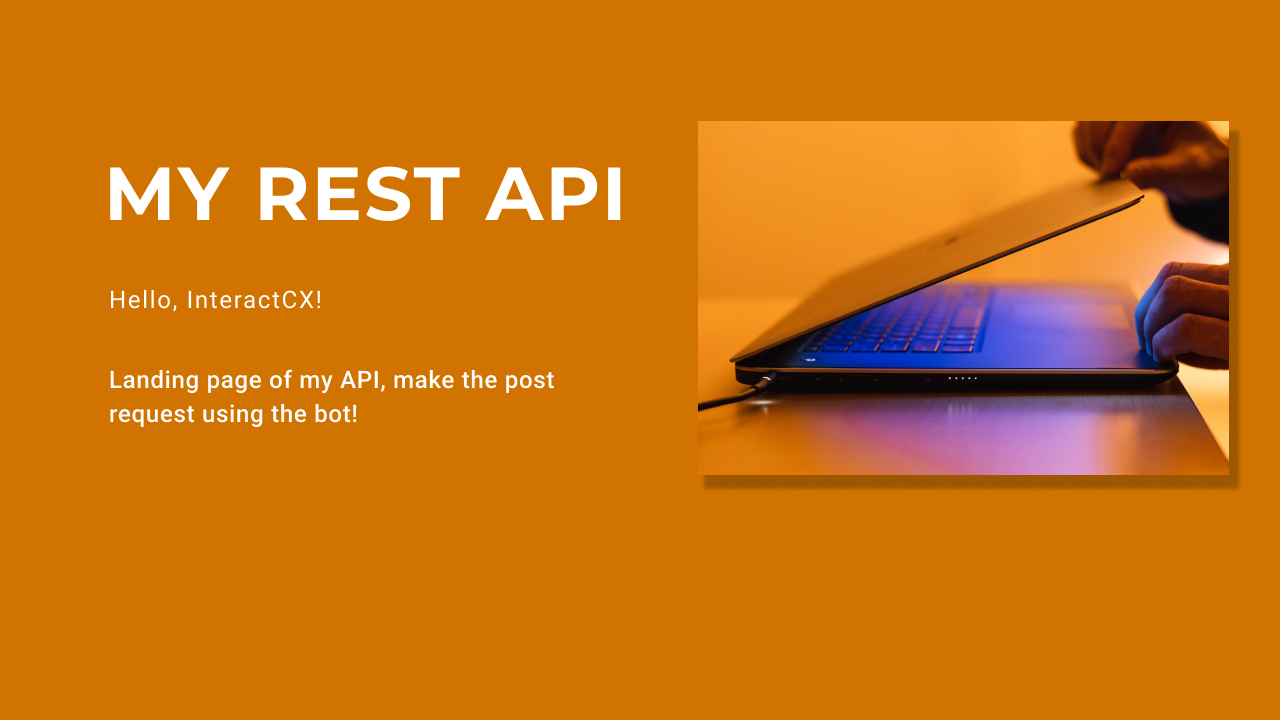 MY REST API
Hello, InteractCX!
Landing page of my API, make the post
request using the bot!